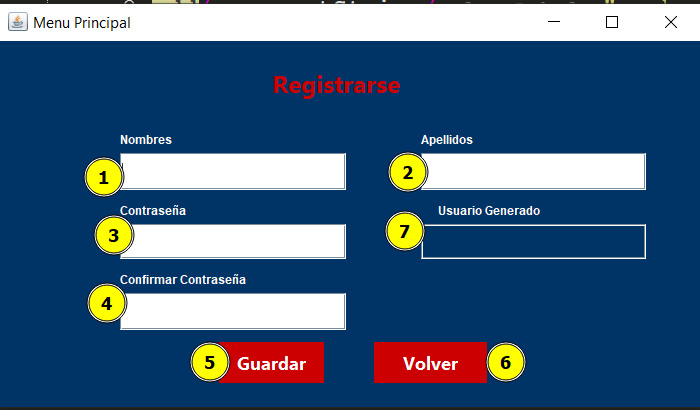 Menu Principal
Registrarse
Nombres
Apellidos
1
2
Contraseña
Usuario Generado
3
7
Confirmar Contraseña
4
5
Guardar
Volver
6